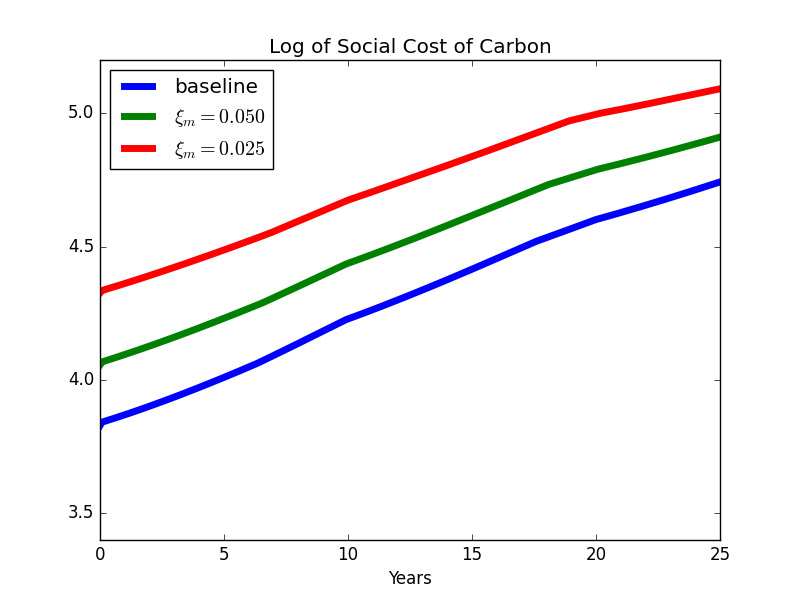 Log of Social Cost of Carbon
baseline
ξₘ = 0.050
ξₘ = 0.025
5.0
4.5
4.0
3.5
0 5 10 15 20 25
Years